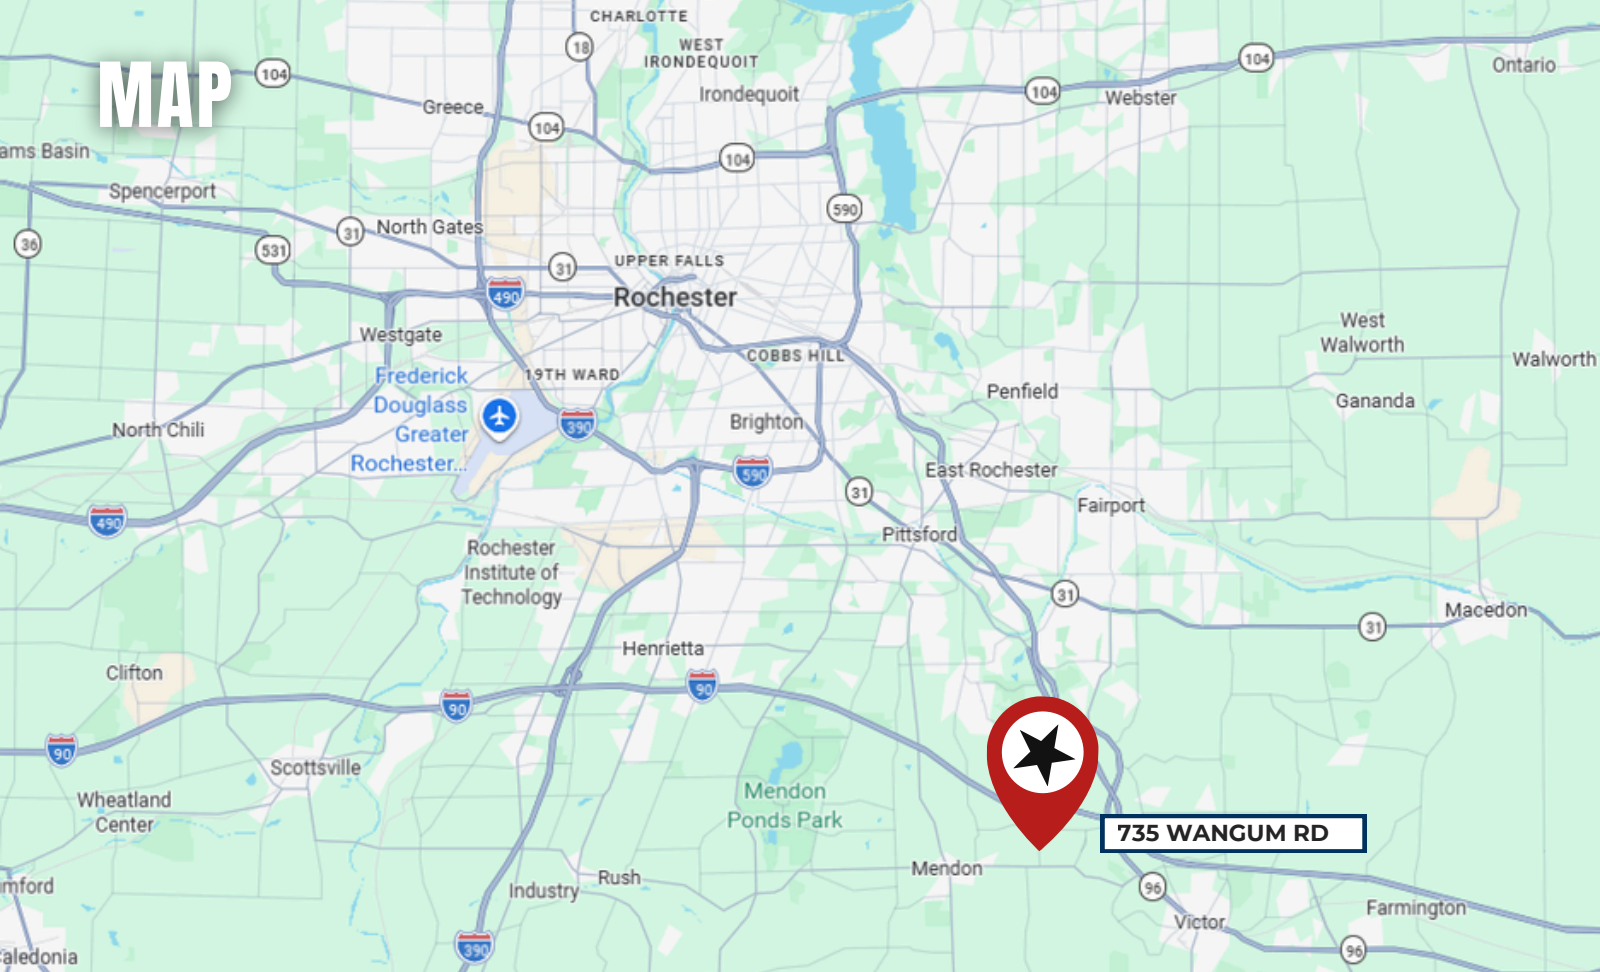 CHARLOTTE
18
WEST
IRONDEQUOIT
104
Ontario
MAP
104
Irondequoit
104
Webster
Greece
104
ams Basin
104
Spencerport
590
36
531
31
North Gates
31
UPPER FALLS
490
Rochester
Westgate
COBBS HILL
West
Walworth
Walworth
19TH WARD
Frederick
Douglass
Greater
Rochester...
Penfield
Gananda
North Chili
390
Brighton
590
East Rochester
490
31
Fairport
Pittsford
Rochester
Institute of
Technology
31
Macedon
31
Henrietta
Clifton
90
90
90
Scottsville
Mendon
Ponds Park
Wheatland
Center
735 WANGUM RD
Mendon
mford
Industry
Rush
96
Victor
Farmington
aledonia
390
96